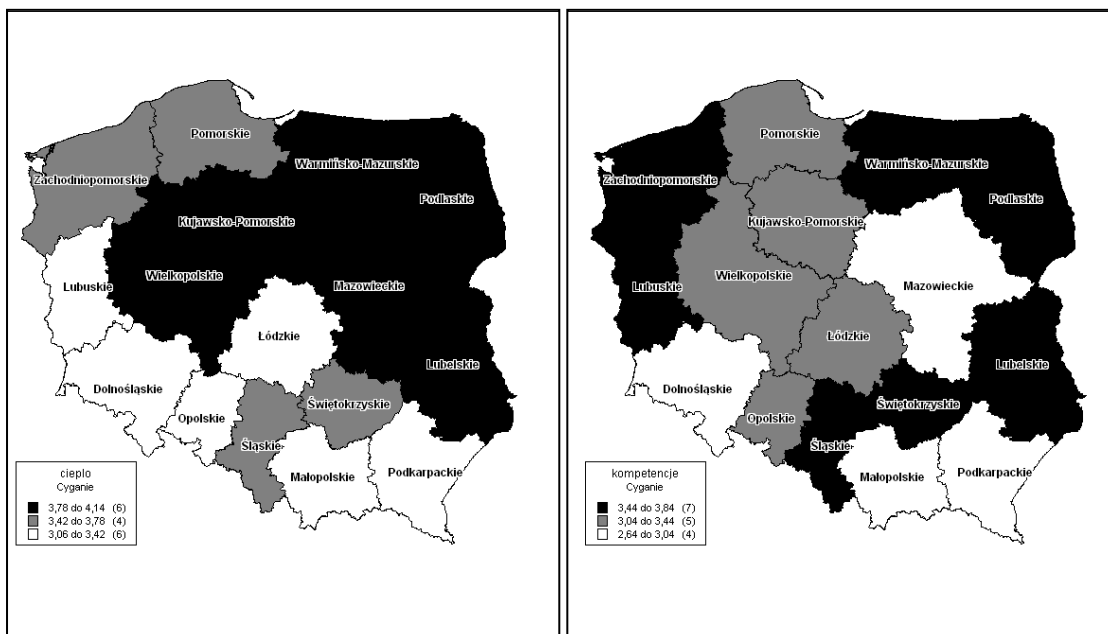 Pomorskie
Warmińsko-Mazurskie
Zachodniopomorskie
Podlaskie
Kujawsko-Pomorskie
Wielkopolskie
Lubuskie
Mazowieckie
Łódzkie
Lubelskie
Dolnośląskie
Świętokrzyskie
Opolskie
Śląskie
Małopolskie
Podkarpackie
ciepło
Cyganie
3,78 do 4,14 (6)
3,42 do 3,78 (4)
3,06 do 3,42 (6)
Pomorskie
Warmińsko-Mazurskie
Zachodniopomorskie
Podlaskie
Kujawsko-Pomorskie
Wielkopolskie
Lubuskie
Mazowieckie
Łódzkie
Lubelskie
Dolnośląskie
Świętokrzyskie
Opolskie
Śląskie
Małopolskie
Podkarpackie
kompetencje
Cyganie
3,44 do 3,84 (7)
3,04 do 3,44 (5)
2,64 do 3,04 (4)